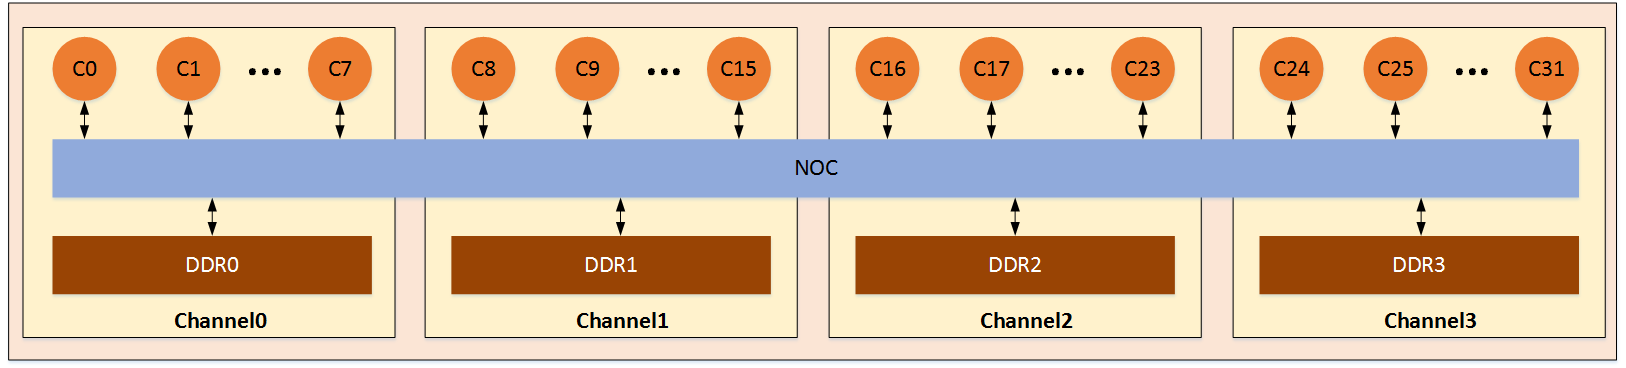 C0 C1 ••• C7 C8 C9 ••• C15 C16 C17 ••• C23 C24 C25 ••• C31
NOC
DDR0 DDR1 DDR2 DDR3
Channel0 Channel1 Channel2 Channel3